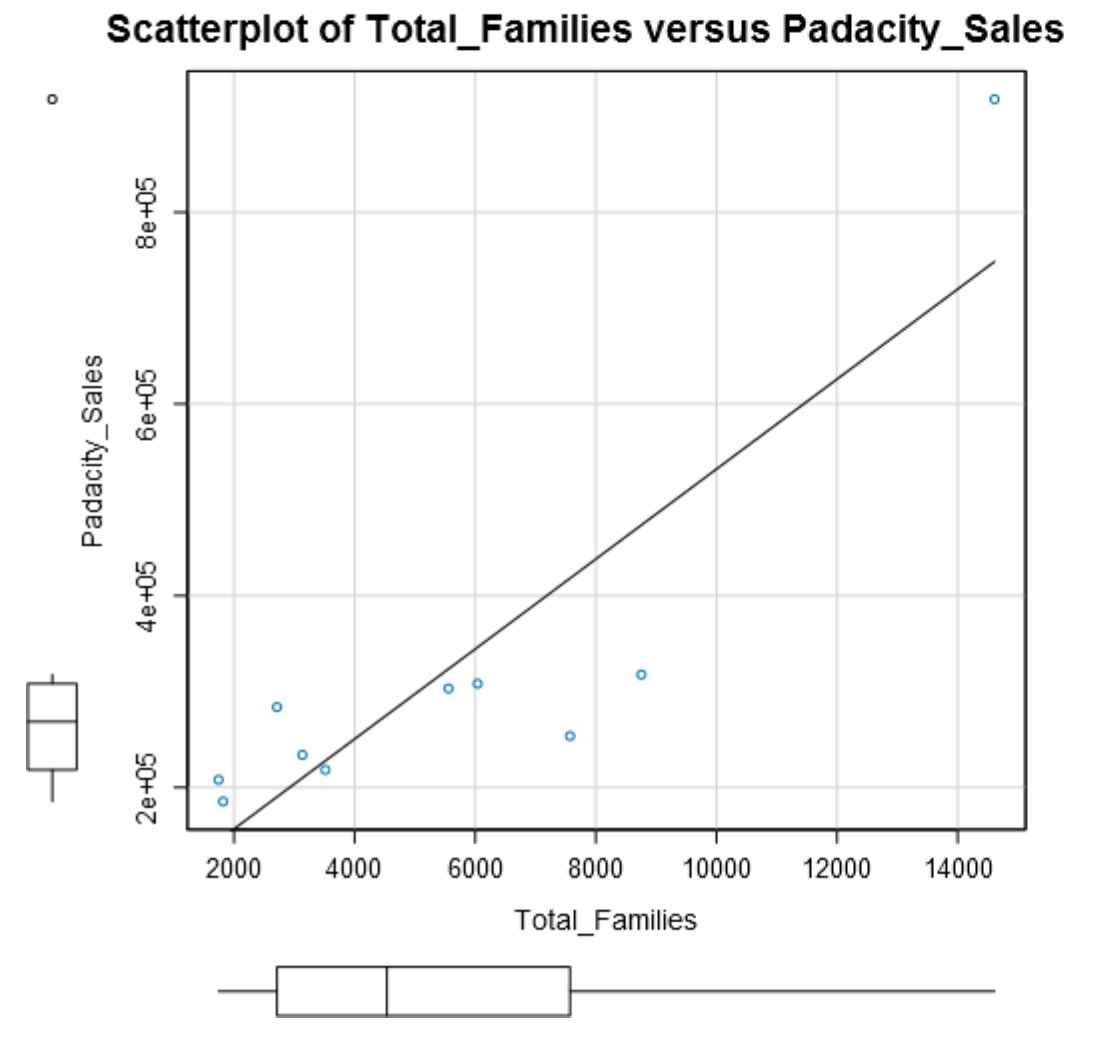 Scatterplot of Total_Families versus Padacity_Sales
8e+05
6e+05
4e+05
2e+05
Padacity_Sales
2000 4000 6000 8000 10000 12000 14000
Total_Families